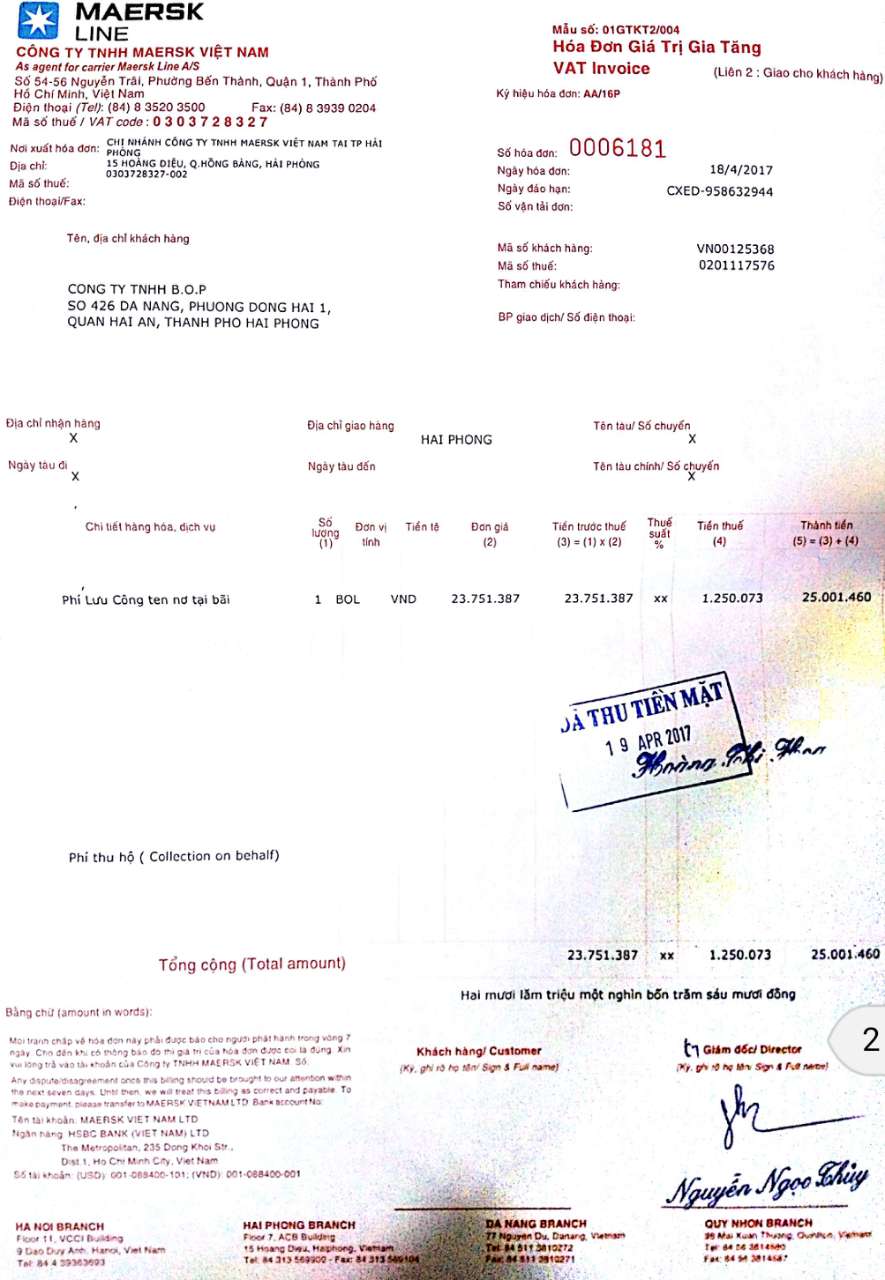 MAERSK
LINE
CÔNG TY TNHH MAERSK VIỆT NAM
As agent for carrier Maersk Line A/S
Số 54-56 Nguyễn Trãi, Phường Bến Thành, Quận 1, Thành Phố
Hồ Chí Minh, Việt Nam
Điện thoại (Tel): (84) 8 3520 3500 Fax: (84) 8 3939 0204
Mã số thuế / VAT code : 0 3 0 3 7 2 8 3 2 7
Mẫu số: 01GTKT2/004
Hóa Đơn Giá Trị Gia Tăng
VAT Invoice (Liên 2 : Giao cho khách hàng)
Ký hiệu hóa đơn: AA/16P
Nơi xuất hóa đơn: CHI NHÁNH CÔNG TY TNHH MAERSK VIỆT NAM TẠI TP HẢI
PHÒNG
Địa chỉ: 15 HOÀNG DIỆU, Q.HỒNG BÀNG, HẢI PHÒNG
Mã số thuế: 0303728327-002
Điện thoại/Fax:
Số hóa đơn: 0006181
Ngày hóa đơn: 18/4/2017
Ngày đáo hạn: CXED-958632944
Số vận tải đơn:
Tên, địa chỉ khách hàng
CONG TY TNHH B.O.P
SO 426 DA NANG, PHUONG DONG HAI 1,
QUAN HAI AN, THANH PHO HAI PHONG
Mã số khách hàng: VN00125368
Mã số thuế: 0201117576
Tham chiếu khách hàng:
BP giao dịch/ Số điện thoại:
Địa chỉ nhận hàng Địa chỉ giao hàng Tên tàu/ Số chuyến
X HAI PHONG X
Ngày tàu đi Ngày tàu đến Tên tàu chính/ Số chuyến
X X
Chi tiết hàng hóa, dịch vụ Số lượng (1) Đơn vị tính Tiền tệ Đơn giá (2) Tiền trước thuế (3) = (1) x (2) Thuế suất % Tiền thuế (4) Thành tiền (5) = (3) + (4)
Phí Lưu Công ten nơ tại bãi 1 BOL VND 23.751.387 23.751.387 xx 1.250.073 25.001.460
ĐÃ THU TIỀN MẶT
19 APR 2017
Hoàng Thị Hoa
Phí thu hộ ( Collection on behalf)
Tổng cộng (Total amount) 23.751.387 xx 1.250.073 25.001.460
Hai mươi lăm triệu một nghìn bốn trăm sáu mươi đồng
Bằng chữ (amount in words):
Mọi tranh chấp về hóa đơn này phải được báo cho người phát hành trong vòng 7
ngày. Cho đến khi có thông báo đó thì giá trị của hóa đơn được coi là đúng. Xin
vui lòng trả vào tài khoản của Công ty TNHH MAERSK VIỆT NAM. Số:
Any dispute/disagreement once this billing shoud be brought to our attention within
the next seven days. Until then, we will treat this billing as correct and payable. To
make payment, please transfer to MAERSK VIETNAM LTD. Bank account No:
Tên tài khoản: MAERSK VIET NAM LTD
Ngân hàng: HSBC BANK (VIET NAM) LTD
The Metropolitan, 235 Dong Khoi Str.,
Dist.1, Ho Chi Minh City, Viet Nam
Số tài khoản: (USD): 001-088400-101; (VND): 001-088400-001
Khách hàng/ Customer
(Ký, ghi rõ họ tên/ Sign & Full name)
Giám đốc/ Director
(Ký, ghi rõ họ tên/ Sign & Full name)
2
Nguyễn Ngọc Thủy
HA NOI BRANCH
Floor 11, VCCI Building
9 Dao Duy Anh, Hanoi, Viet Nam
Tel: 84 4 39363693
HAI PHONG BRANCH
Floor 7, ACB Building
15 Hoang Dieu, Haiphong, Vietnam
Tel: 84 313 569900 - Fax: 84 313 569104
DA NANG BRANCH
77 Nguyen Du, Danang, Vietnam
Tel: 84 511 3810272
Fax: 84 511 3810271
QUY NHON BRANCH
98 Mai Xuan Thuong, Quinhon, Vietnam
Tel: 84 56 3814580
Fax: 84 56 3814587